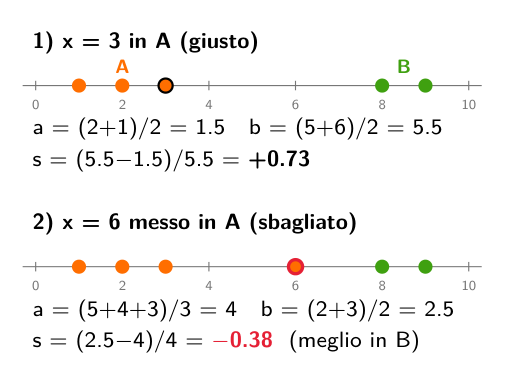 1) x = 3 in A (giusto)
A B
0 2 4 6 8 10
a = (2+1)/2 = 1.5 b = (5+6)/2 = 5.5
s = (5.5−1.5)/5.5 = +0.73
2) x = 6 messo in A (sbagliato)
0 2 4 6 8 10
a = (5+4+3)/3 = 4 b = (2+3)/2 = 2.5
s = (2.5−4)/4 = −0.38 (meglio in B)